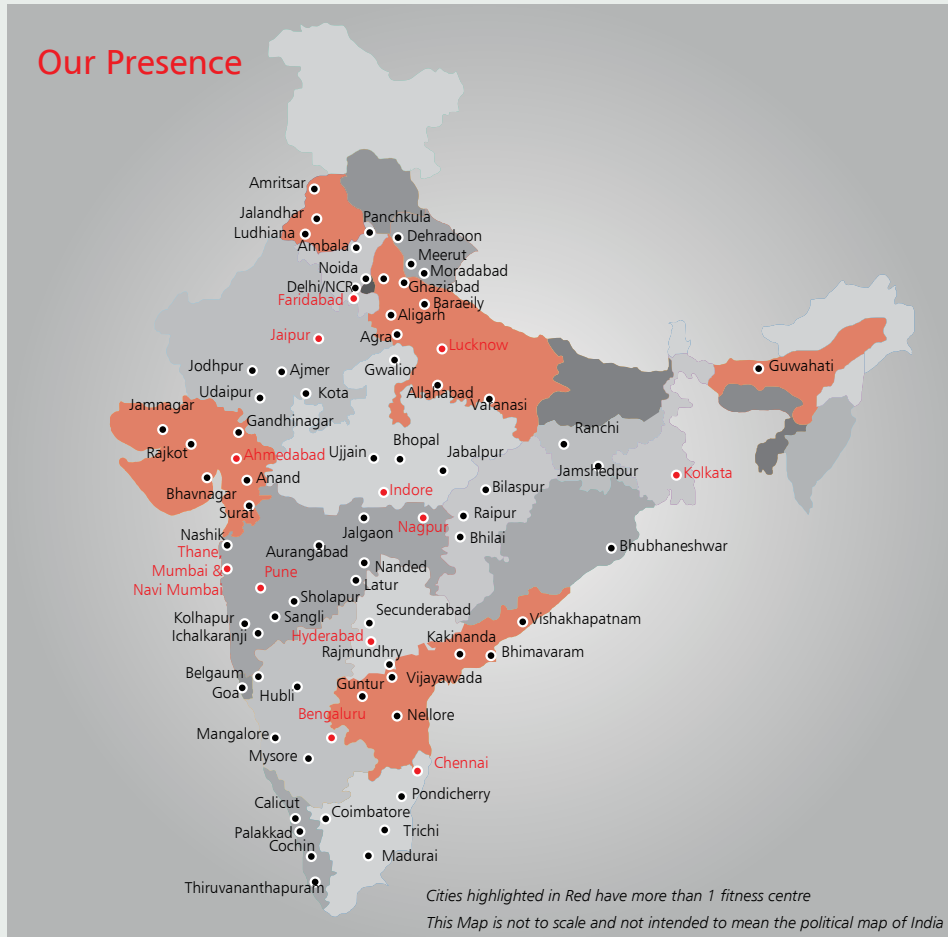 Our Presence
Amritsar
Jalandhar
Ludhiana
Panchkula
Ambala
Dehradoon
Meerut
Noida
Moradabad
Delhi/NCR
Ghaziabad
Faridabad
Baraeily
Aligarh
Jaipur
Agra
Lucknow
Jodhpur
Ajmer
Gwalior
Guwahati
Udaipur
Kota
Allahabad
Varanasi
Jamnagar
Gandhinagar
Ranchi
Rajkot
Ahmedabad
Ujjain
Bhopal
Jabalpur
Jamshedpur
Kolkata
Bhavnagar
Anand
Indore
Bilaspur
Surat
Jalgaon
Nagpur
Raipur
Nashik
Aurangabad
Bhilai
Bhubhaneshwar
Thane,
Mumbai &
Navi Mumbai
Pune
Nanded
Latur
Sholapur
Kolhapur
Sangli
Secunderabad
Vishakhapatnam
Ichalkaranji
Hyderabad
Kakinanda
Rajmundhry
Bhimavaram
Belgaum
Vijayawada
Goa
Hubli
Guntur
Bengaluru
Nellore
Mangalore
Mysore
Chennai
Pondicherry
Calicut
Coimbatore
Palakkad
Trichi
Cochin
Madurai
Thiruvananthapuram
Cities highlighted in Red have more than 1 fitness centre
This Map is not to scale and not intended to mean the political map of India